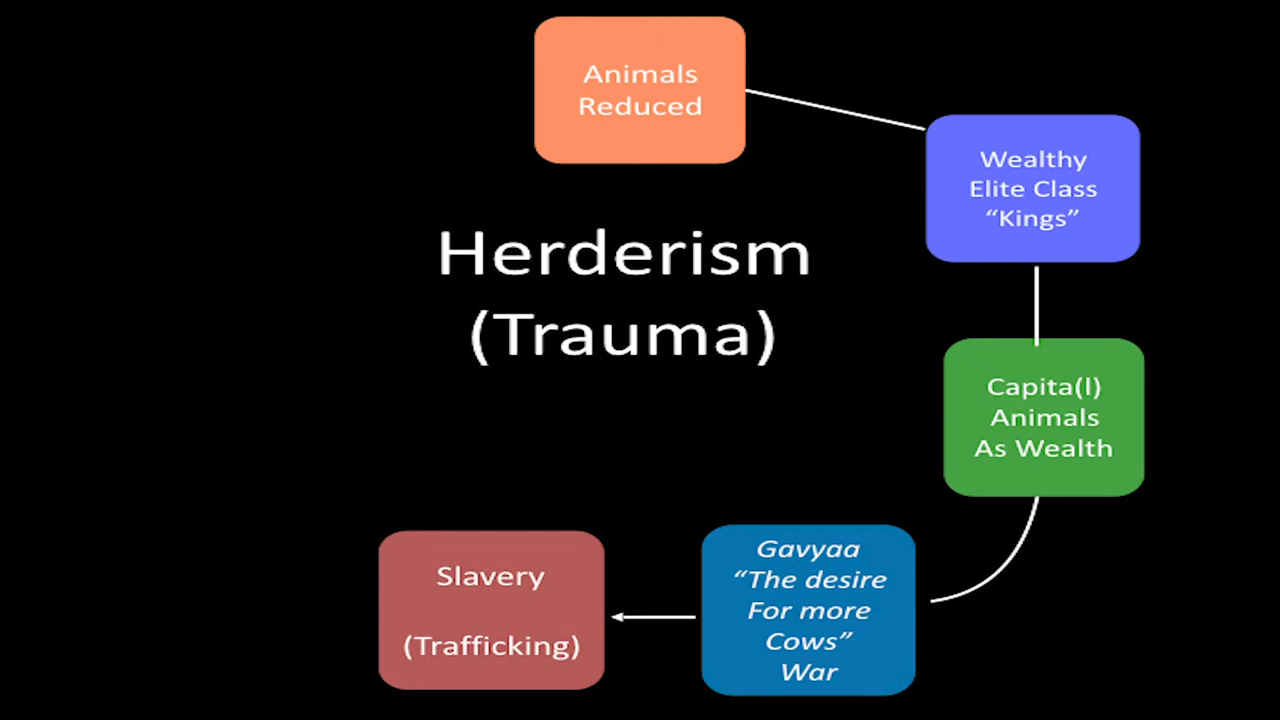 Animals
Reduced
Wealthy
Elite Class
“Kings”
Herderism
(Trauma)
Capita(l)
Animals
As Wealth
Gavyaa
“The desire
For more
Cows”
War
Slavery
(Trafficking)